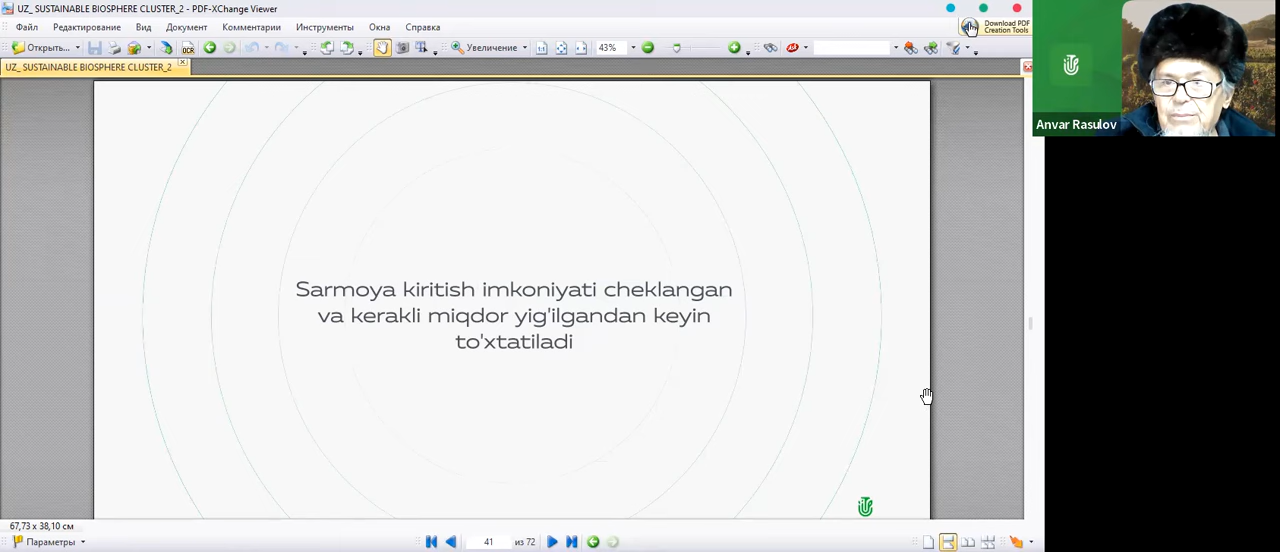 UZ_ SUSTAINABLE BIOSPHERE CLUSTER_2 - PDF-XChange Viewer
Файл Редактирование Вид Документ Комментарии Инструменты Окна Справка
Download PDF
Creation Tools
Открыть... OCR Увеличение 43%
UZ_ SUSTAINABLE BIOSPHERE CLUSTER_2
Anvar Rasulov
Sarmoya kiritish imkoniyati cheklangan
va kerakli miqdor yig'ilgandan keyin
to'xtatiladi
67,73 x 38,10 см
Параметры 41 из 72